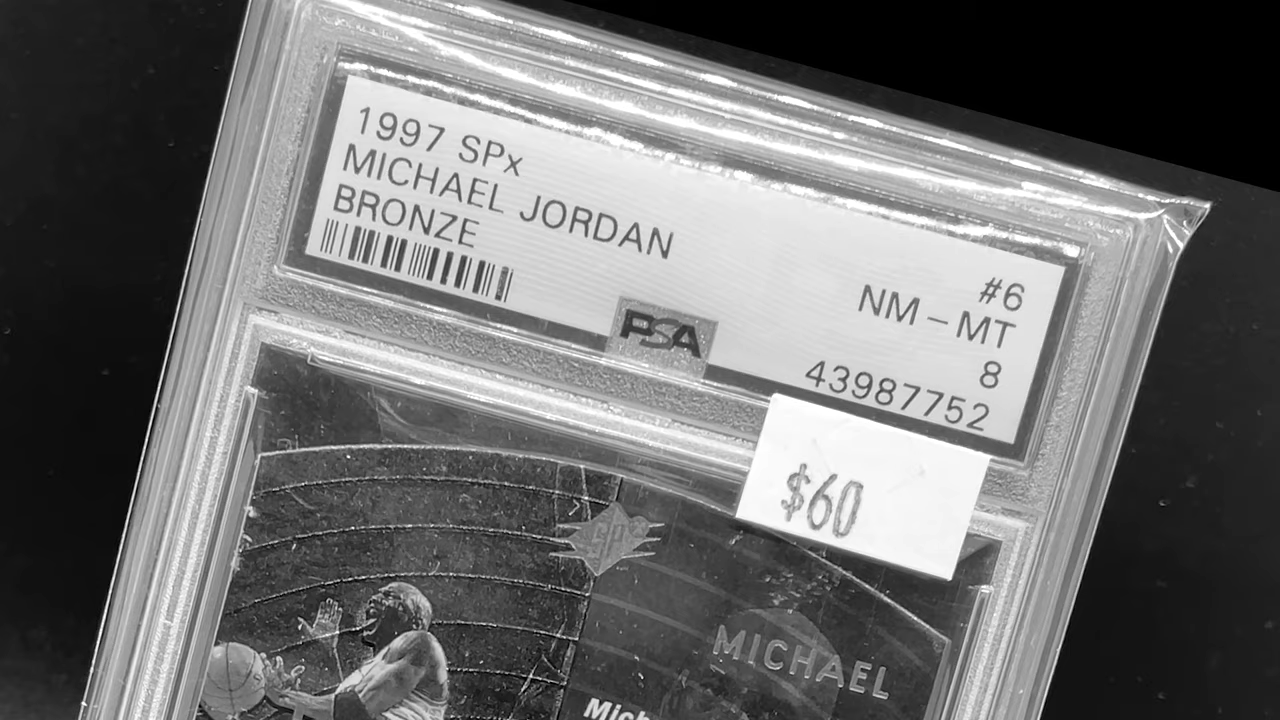 1997 SPx
MICHAEL JORDAN
BRONZE
#6
NM – MT
8
43987752
PSA
$60
SPx
MICHAEL